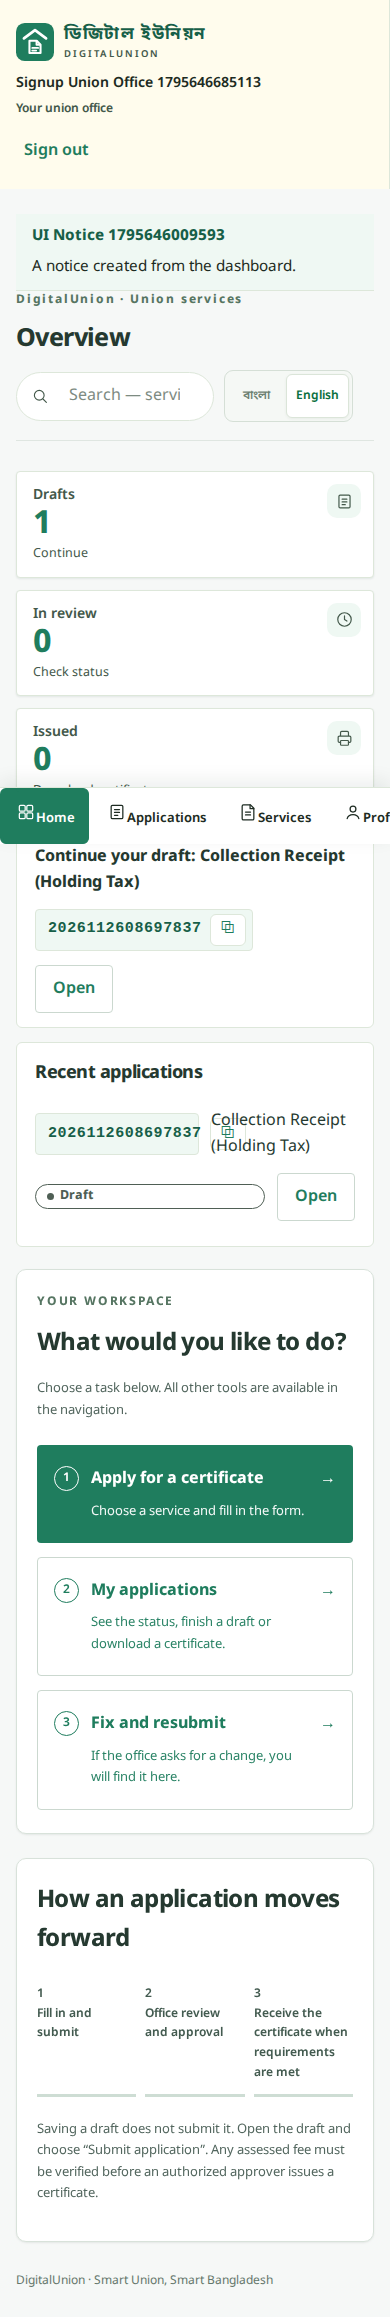 ডিজিটাল ইউনিয়ন
DIGITALUNION
Signup Union Office 1795646685113
Your union office
Sign out
UI Notice 1795646009593
A notice created from the dashboard.
DigitalUnion · Union services
Overview
Search — servi
বাংলা
English
Drafts
1
Continue
In review
0
Check status
Issued
0
Home
Applications
Services
Prof
Continue your draft: Collection Receipt
(Holding Tax)
2026112608697837
Open
Recent applications
2026112608697837
Collection Receipt
(Holding Tax)
Draft
Open
YOUR WORKSPACE
What would you like to do?
Choose a task below. All other tools are available in
the navigation.
1 Apply for a certificate →
Choose a service and fill in the form.
2 My applications →
See the status, finish a draft or
download a certificate.
3 Fix and resubmit →
If the office asks for a change, you
will find it here.
How an application moves
forward
1
Fill in and
submit
2
Office review
and approval
3
Receive the
certificate when
requirements
are met
Saving a draft does not submit it. Open the draft and
choose “Submit application”. Any assessed fee must
be verified before an authorized approver issues a
certificate.
DigitalUnion · Smart Union, Smart Bangladesh